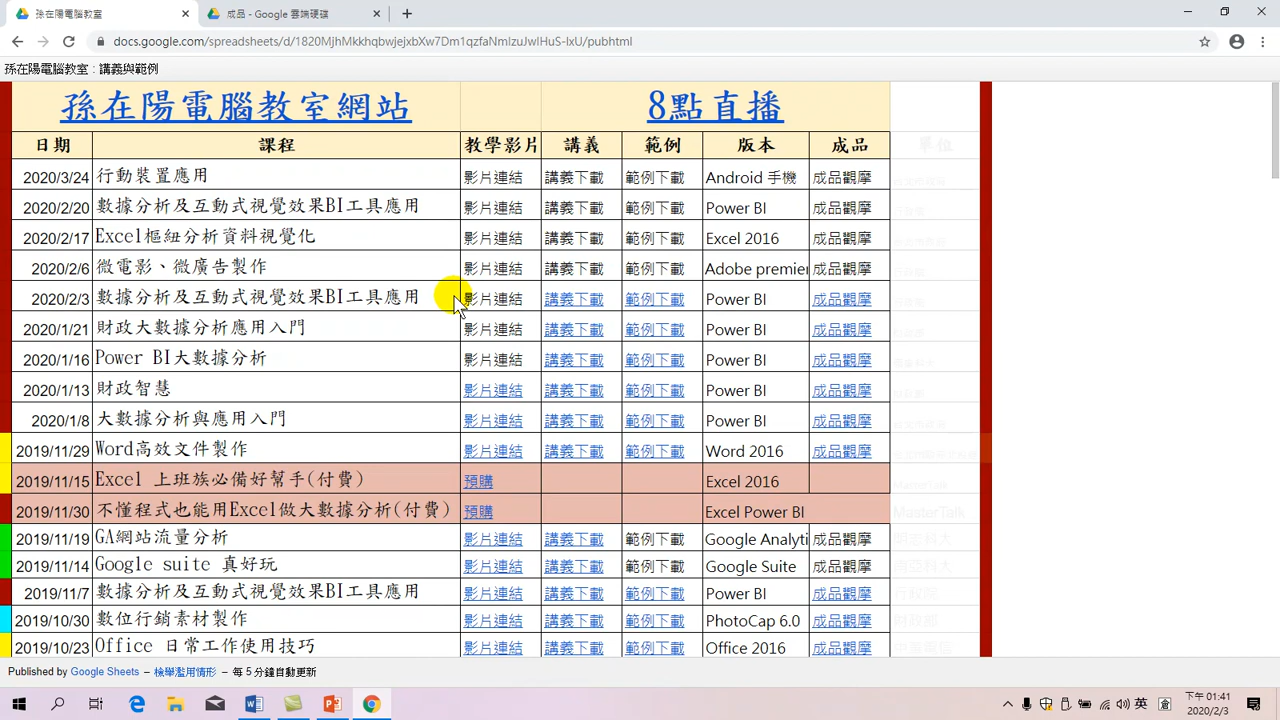 孫在陽電腦教室
成品 - Google 雲端硬碟
docs.google.com/spreadsheets/d/1820MjhMkkhqbwjejxbXw7Dm1qzfaNmIzuJwIHuS-IxU/pubhtml
孫在陽電腦教室 : 講義與範例
孫在陽電腦教室網站 8點直播
日期 課程 教學影片 講義 範例 版本 成品 單位
2020/3/24 行動裝置應用 影片連結 講義下載 範例下載 Android 手機 成品觀摩
2020/2/20 數據分析及互動式視覺效果BI工具應用 影片連結 講義下載 範例下載 Power BI 成品觀摩
2020/2/17 Excel樞紐分析資料視覺化 影片連結 講義下載 範例下載 Excel 2016 成品觀摩
2020/2/6 微電影、微廣告製作 影片連結 講義下載 範例下載 Adobe premier 成品觀摩
2020/2/3 數據分析及互動式視覺效果BI工具應用 影片連結 講義下載 範例下載 Power BI 成品觀摩
2020/1/21 財政大數據分析應用入門 影片連結 講義下載 範例下載 Power BI 成品觀摩
2020/1/16 Power BI大數據分析 影片連結 講義下載 範例下載 Power BI 成品觀摩
2020/1/13 財政智慧 影片連結 講義下載 範例下載 Power BI 成品觀摩
2020/1/8 大數據分析與應用入門 影片連結 講義下載 範例下載 Power BI 成品觀摩
2019/11/29 Word高效文件製作 影片連結 講義下載 範例下載 Word 2016 成品觀摩
2019/11/15 Excel 上班族必備好幫手(付費) 預購 Excel 2016 MasterTalk
2019/11/30 不懂程式也能用Excel做大數據分析(付費) 預購 Excel Power BI MasterTalk
2019/11/19 GA網站流量分析 影片連結 講義下載 範例下載 Google Analyti 成品觀摩 明志科大
2019/11/14 Google suite 真好玩 影片連結 講義下載 範例下載 Google Suite 成品觀摩
2019/11/7 數據分析及互動式視覺效果BI工具應用 影片連結 講義下載 範例下載 Power BI 成品觀摩 行政院
2019/10/30 數位行銷素材製作 影片連結 講義下載 範例下載 PhotoCap 6.0 成品觀摩 財政部
2019/10/23 Office 日常工作使用技巧 影片連結 講義下載 範例下載 Office 2016 成品觀摩
Published by Google Sheets – 檢舉濫用情形 – 每 5 分鐘自動更新
英
下午 01:41
2020/2/3